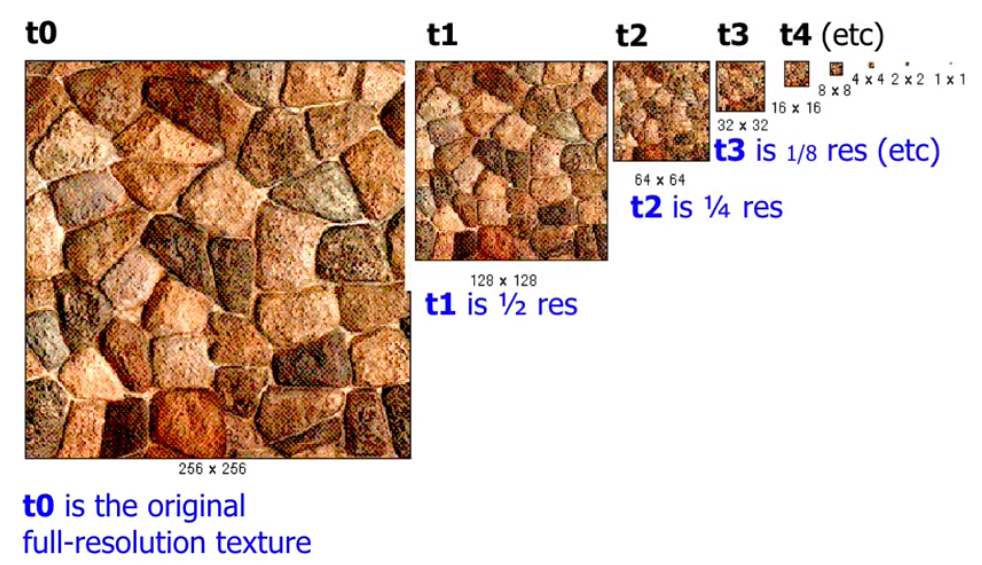 t0
t1
t2
t3
t4 (etc)
8 x 8
4 x 4
2 x 2
1 x 1
16 x 16
32 x 32
t3 is 1/8 res (etc)
64 x 64
t2 is ¼ res
128 x 128
t1 is ½ res
256 x 256
t0 is the original
full-resolution texture